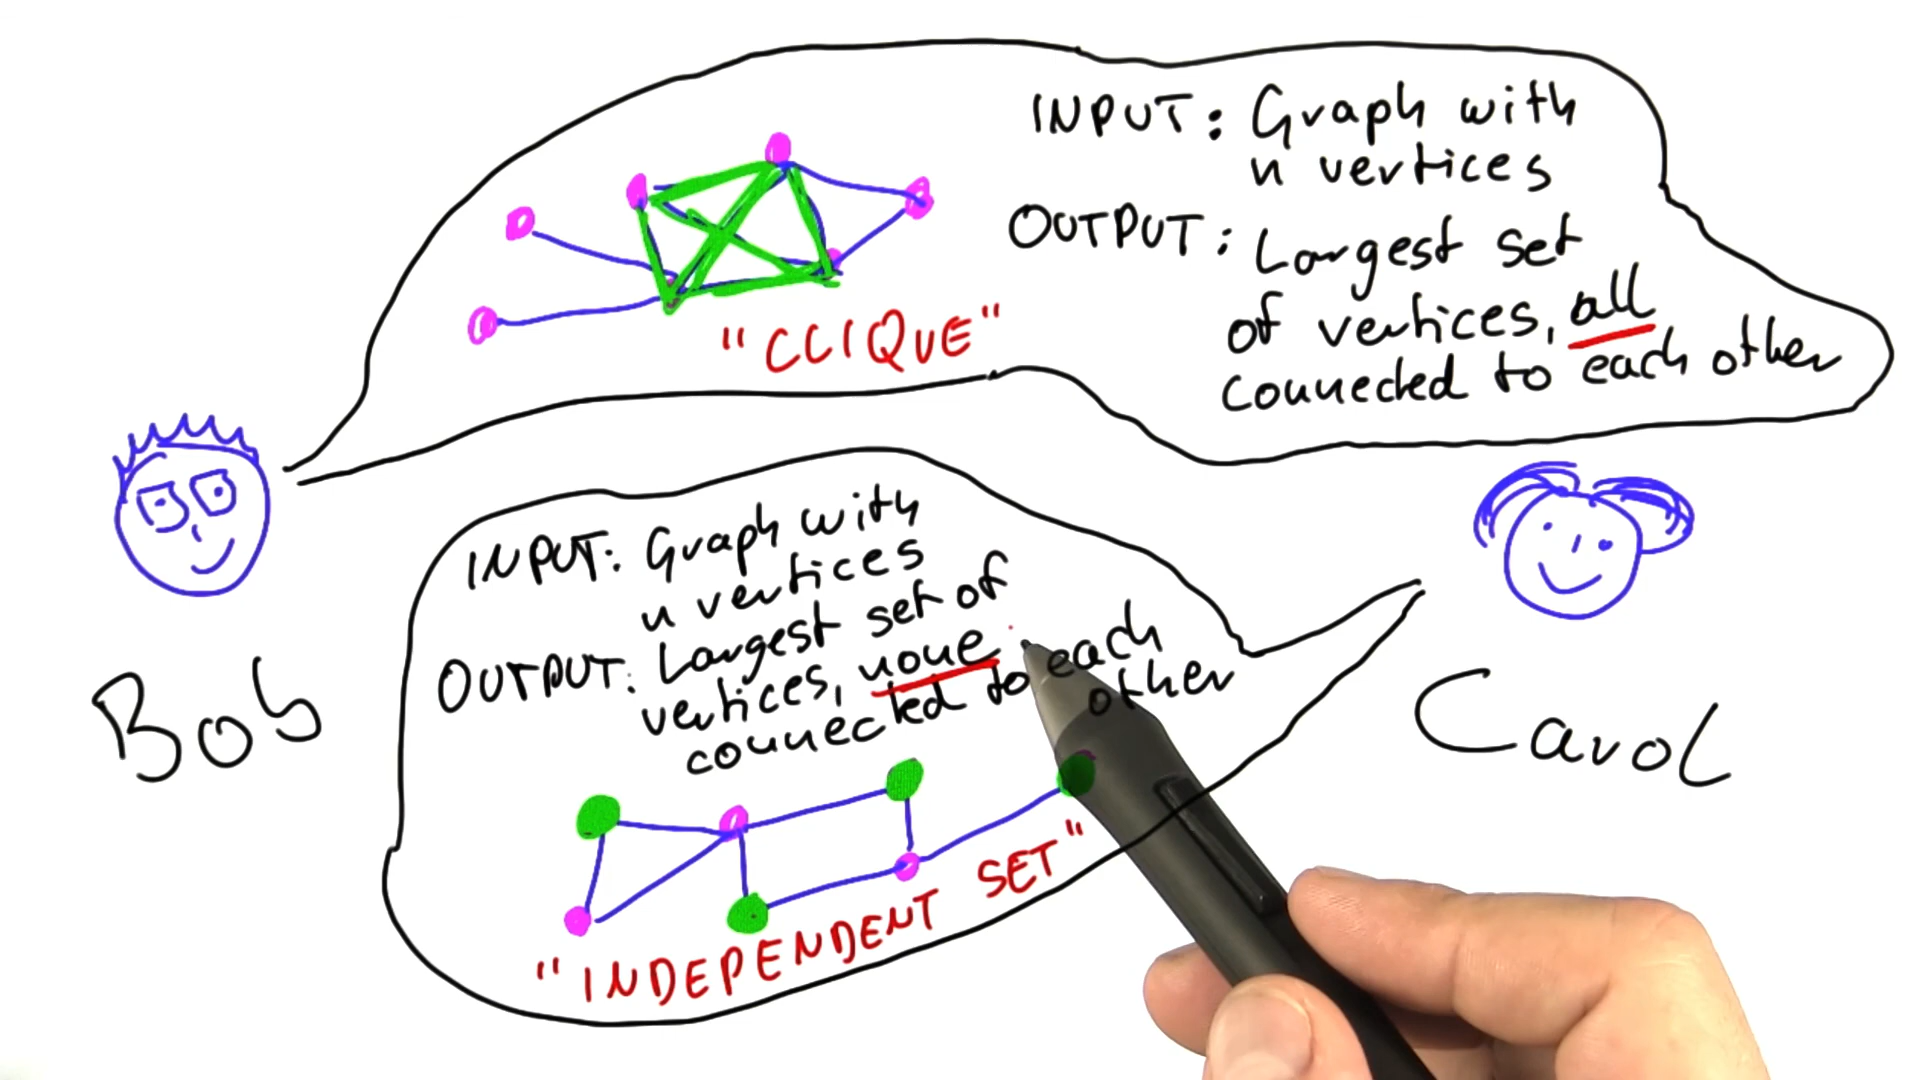 INPUT: Graph with
n vertices
OUTPUT: Largest set
of vertices, all
connected to each other
"CLIQUE"
INPUT: Graph with
n vertices
OUTPUT: Largest set of
vertices, none
connected to each
other
"INDEPENDENT SET"
Bob
Carol